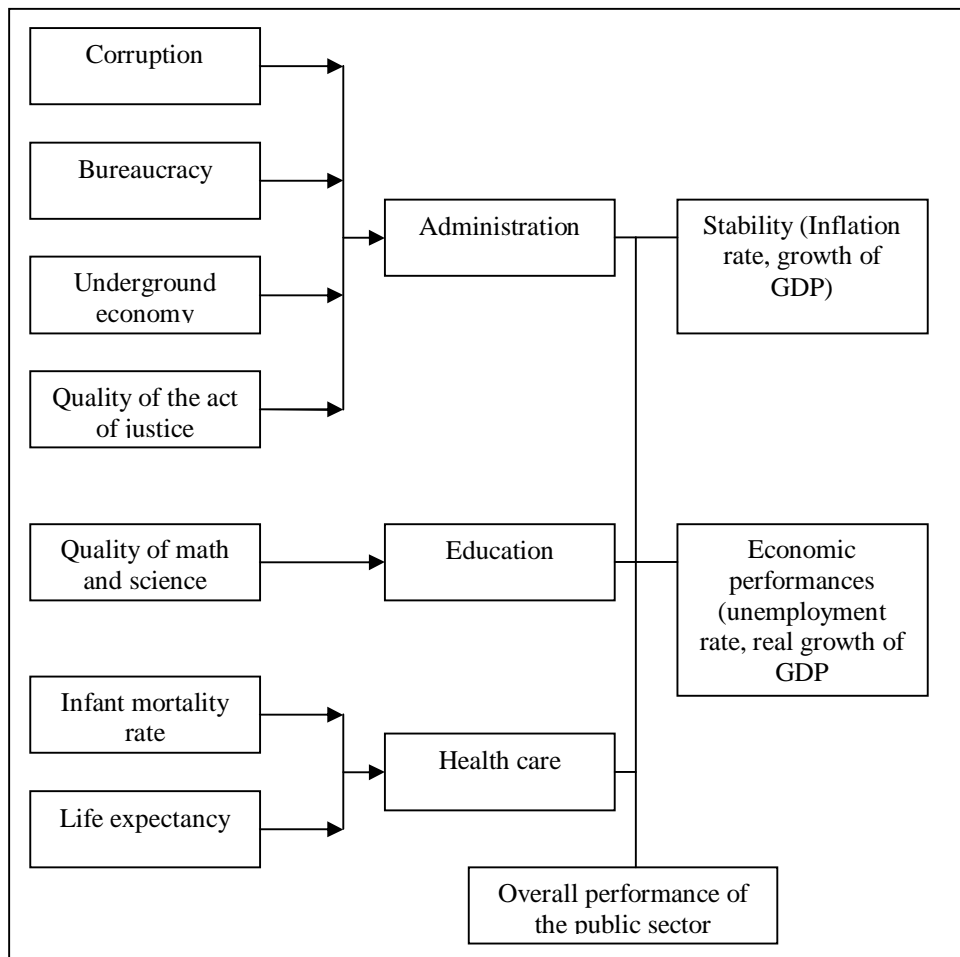 Corruption
Bureaucracy
Underground
economy
Quality of the act
of justice
Quality of math
and science
Infant mortality
rate
Life expectancy
Administration
Education
Health care
Stability (Inflation
rate, growth of
GDP)
Economic
performances
(unemployment
rate, real growth of
GDP
Overall performance of
the public sector